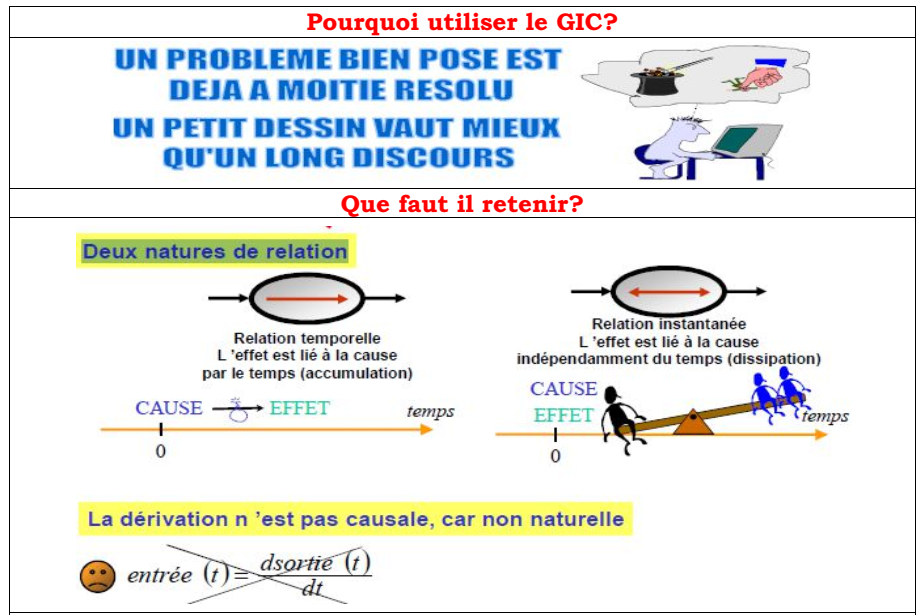 Pourquoi utiliser le GIC?
UN PROBLEME BIEN POSE EST
DEJA A MOITIE RESOLU
UN PETIT DESSIN VAUT MIEUX
QU'UN LONG DISCOURS
Que faut il retenir?
Deux natures de relation
Relation temporelle
L ’effet est lié à la cause
par le temps (accumulation)
CAUSE EFFET temps
0
Relation instantanée
L ’effet est lié à la cause
indépendamment du temps (dissipation)
CAUSE
EFFET
temps
0
La dérivation n ’est pas causale, car non naturelle
entrée (t)= dsortie (t)
dt